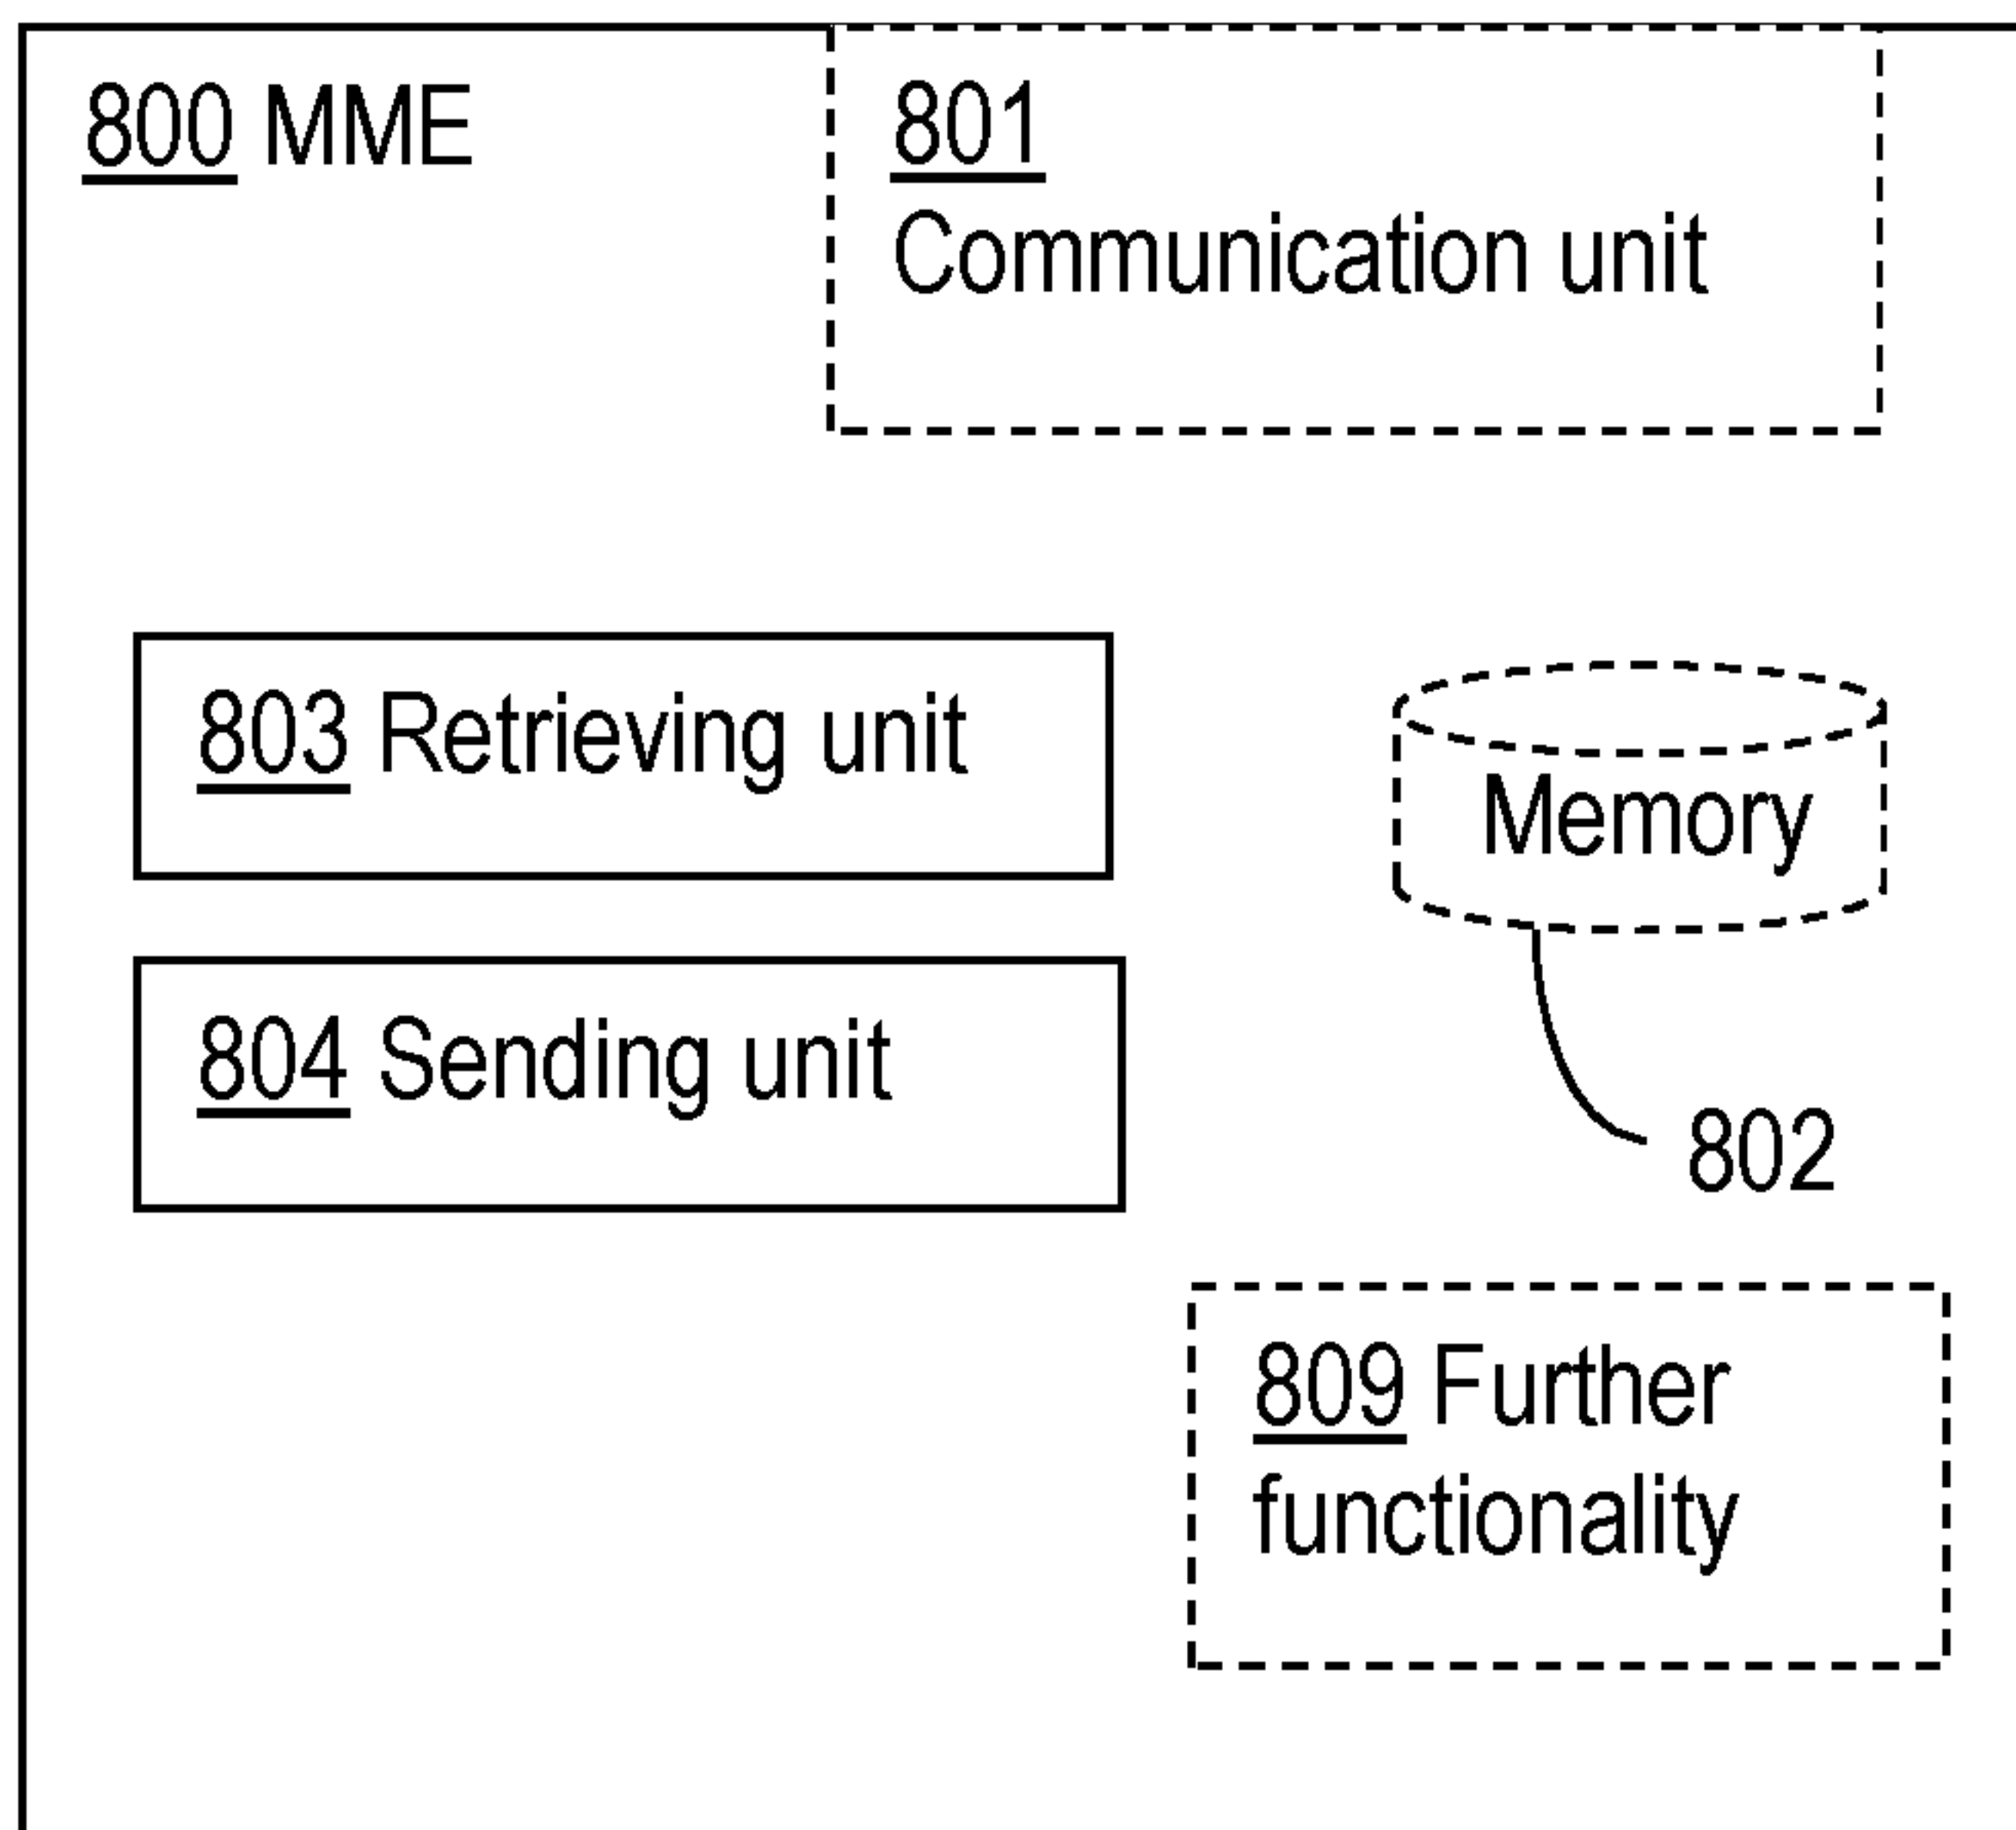 800 MME
801
Communication unit
803 Retrieving unit
Memory
804 Sending unit
802
809 Further
functionality